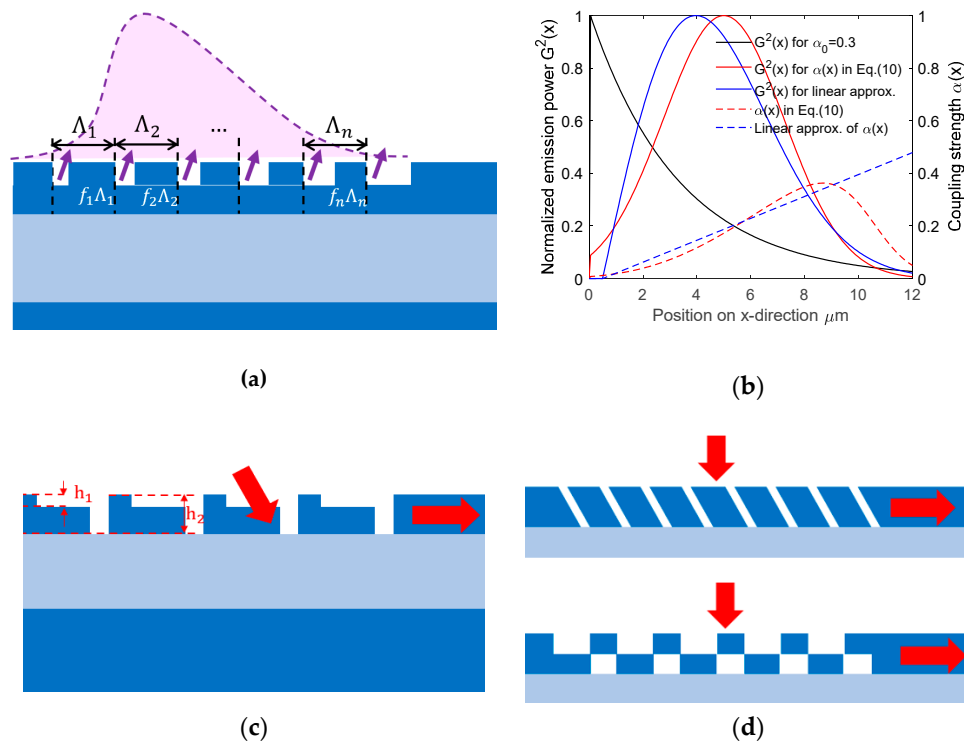 Λ₁ Λ₂ ... Λₙ
f₁Λ₁ f₂Λ₂ fₙΛₙ
(a)
Normalized emission power G²(x)
1
0.8
0.6
0.4
0.2
0
G²(x) for α₀=0.3
G²(x) for α(x) in Eq.(10)
G²(x) for linear approx.
α(x) in Eq.(10)
Linear approx. of α(x)
1
0.8
0.6
0.4
0.2
0
Coupling strength α(x)
0 2 4 6 8 10 12
Position on x-direction μm
(b)
h₁
h₂
(c)
(d)